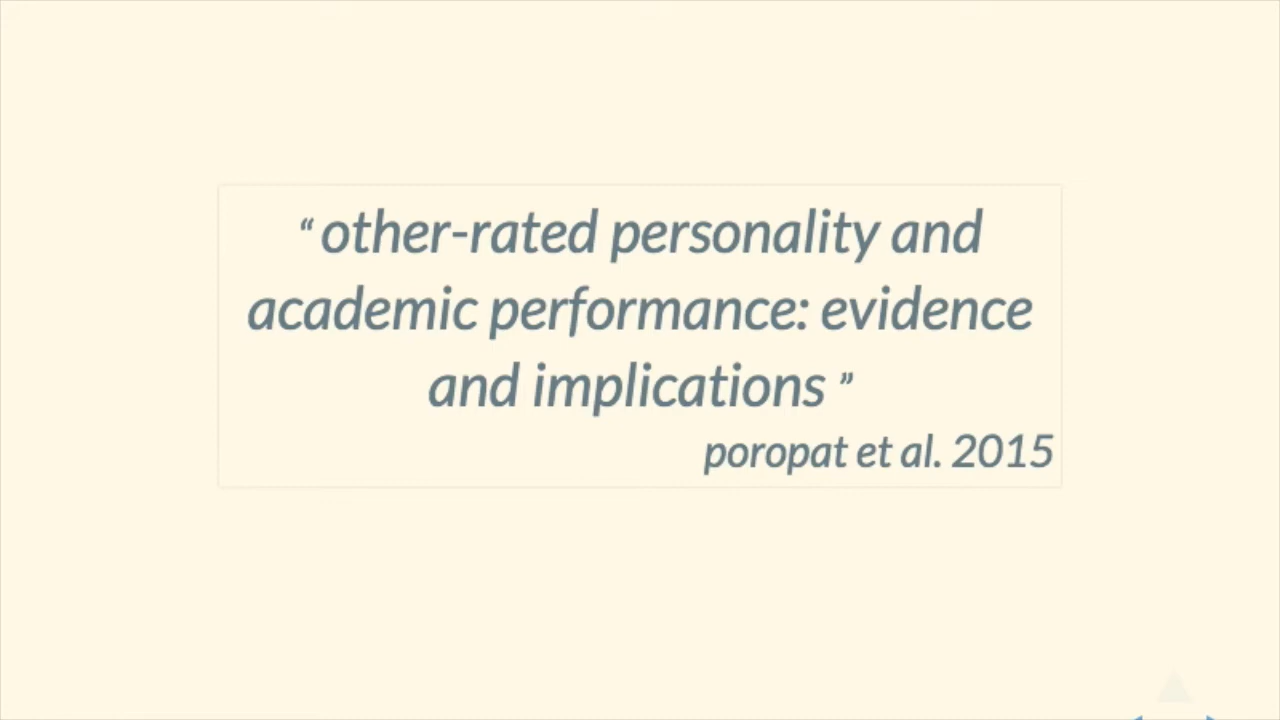 “ other-rated personality and
academic performance: evidence
and implications ”
poropat et al. 2015